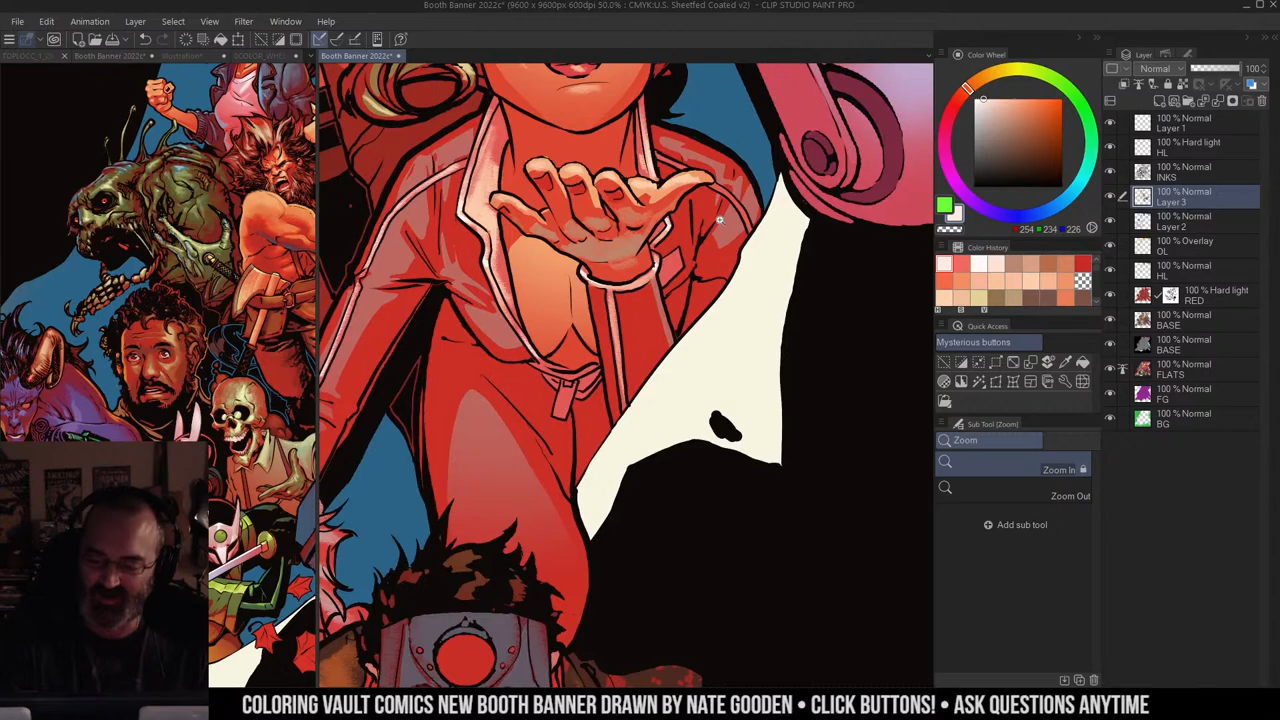 Booth Banner 2022c* (9600 x 9600px 600dpi 50.0% : CMYK:U.S. Sheetfed Coated v2) - CLIP STUDIO PAINT PRO
File Edit Animation Layer Select View Filter Window Help
Booth Banner 2022c*
Illustration*
Booth Banner 2022c*
Color Wheel
254 234 226
Color History
H S V
Quick Access
Mysterious buttons
Sub Tool [Zoom]
Zoom
Zoom In
Zoom Out
Add sub tool
Layer
Normal 100
100 % Normal
Layer 1
100 % Hard light
HL
100 % Normal
INKS
100 % Normal
Layer 3
100 % Normal
Layer 2
100 % Overlay
OL
100 % Normal
HL
100 % Hard light
RED
100 % Normal
BASE
100 % Normal
BASE
100 % Normal
FLATS
100 % Normal
FG
100 % Normal
BG
COLORING VAULT COMICS NEW BOOTH BANNER DRAWN BY NATE GOODEN • CLICK BUTTONS! • ASK QUESTIONS ANYTIME